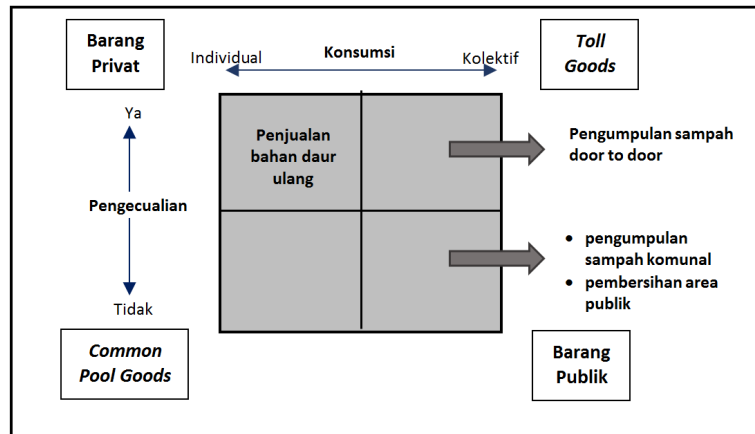 Barang
Privat
Individual
Konsumsi
Kolektif
Toll
Goods
Ya
Pengecualian
Tidak
Penjualan
bahan daur
ulang
Pengumpulan sampah
door to door
• pengumpulan
sampah komunal
• pembersihan area
publik
Common
Pool Goods
Barang
Publik